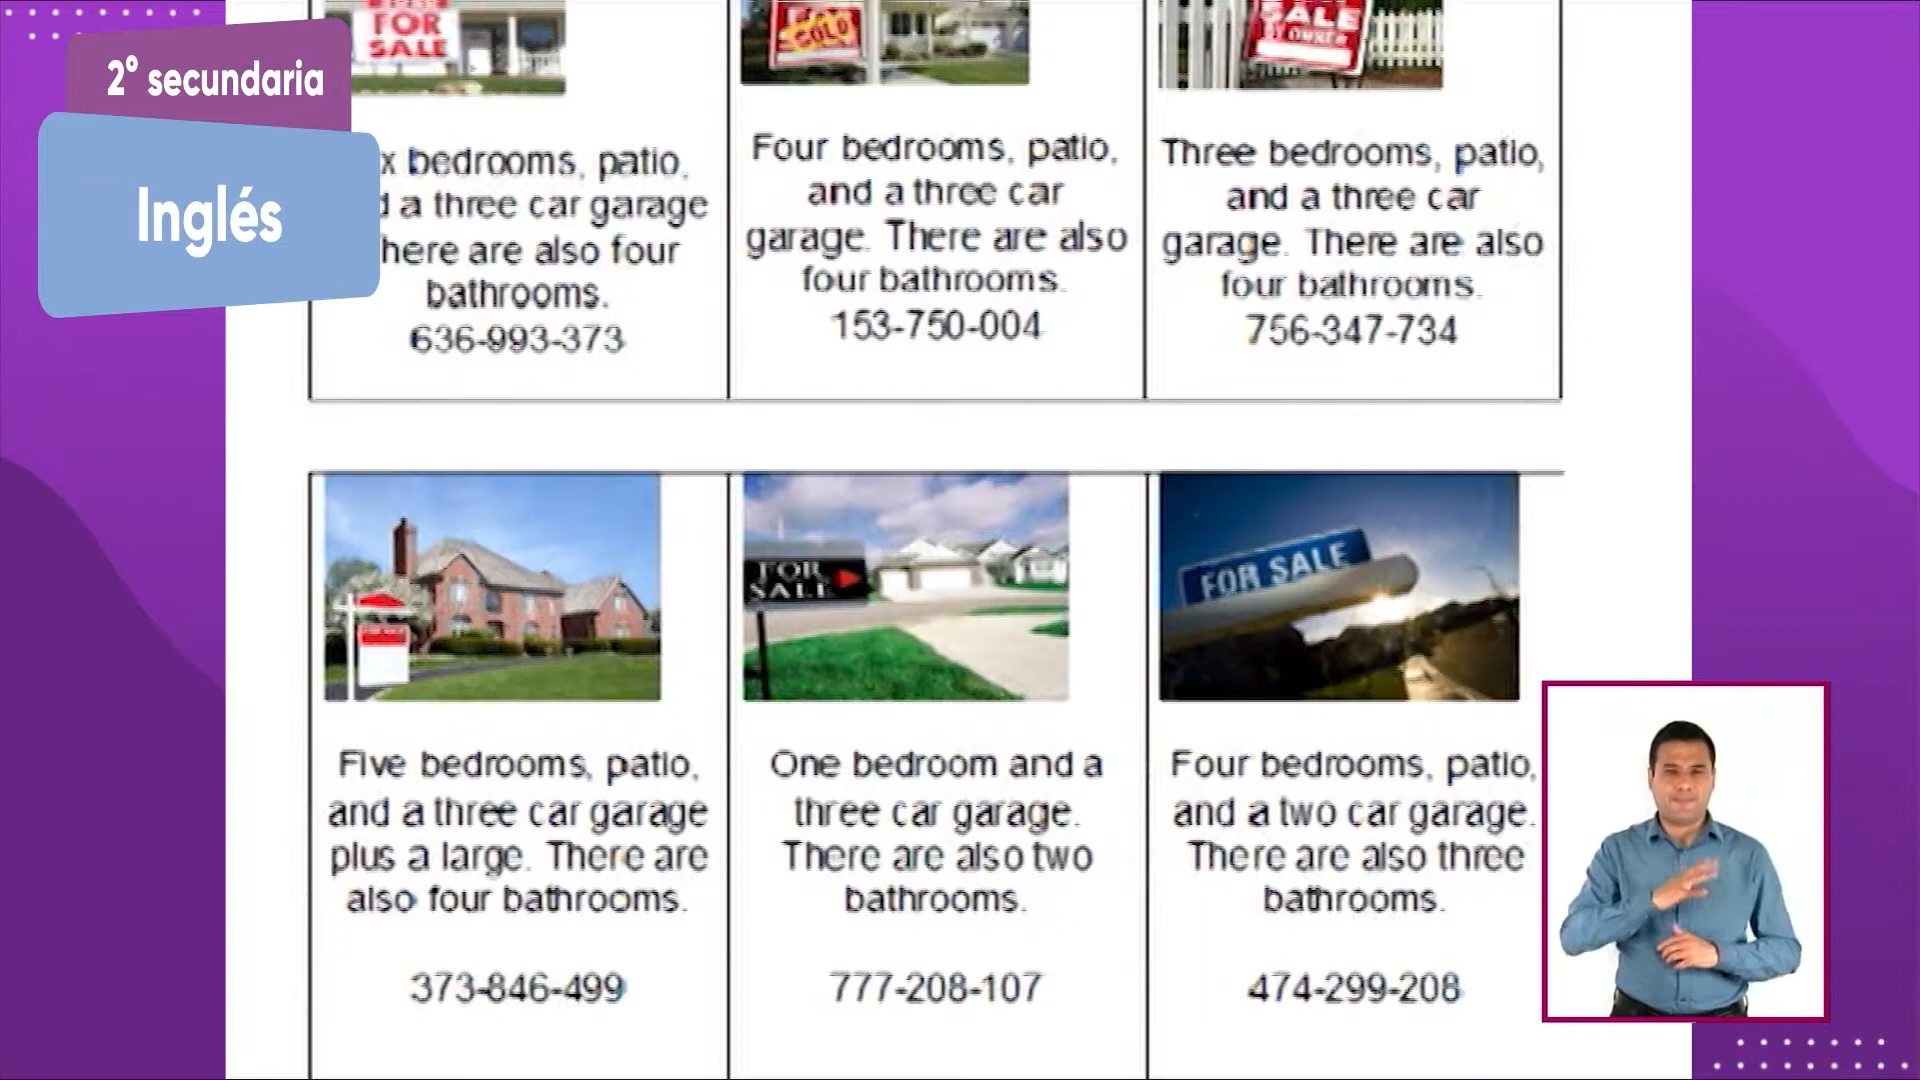 2° secundaria
Inglés
FOR
SALE
SOLD
SALE
BY OWNER
bedrooms, patio,
a three car garage
here are also four
bathrooms.
636-993-373
Four bedrooms, patio,
and a three car
garage. There are also
four bathrooms.
153-750-004
Three bedrooms, patio,
and a three car
garage. There are also
four bathrooms.
756-347-734
Five bedrooms, patio,
and a three car garage
plus a large. There are
also four bathrooms.
373-846-499
FOR
SALE
One bedroom and a
three car garage.
There are also two
bathrooms.
777-208-107
FOR SALE
Four bedrooms, patio,
and a two car garage.
There are also three
bathrooms.
474-299-208